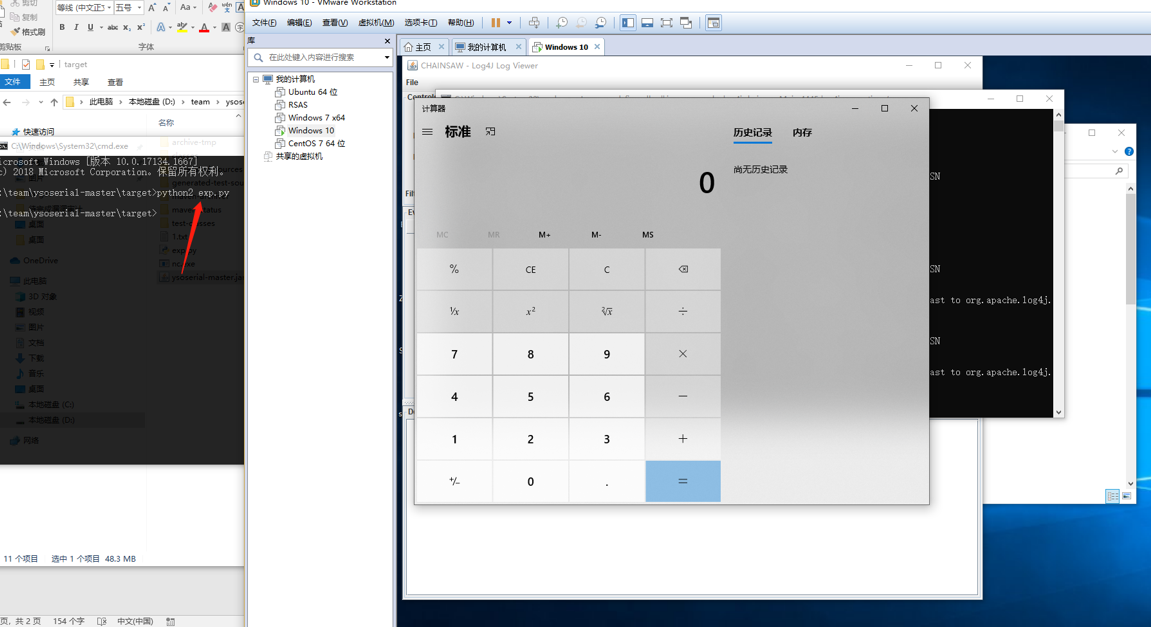 剪切
等线 (中文正)
五号
Aa
复制
格式刷
剪贴板
字体
target
文件
主页
共享
查看
此电脑 > 本地磁盘 (D:) > team > ysose
名称
快速访问
archive-tmp
C:\Windows\System32\cmd.exe
icrosoft Windows [版本 10.0.17134.1667]
c) 2018 Microsoft Corporation。保留所有权利。
:\team\ysoserial-master\target>python2 exp.py
:\team\ysoserial-master\target>
桌面
桌面
OneDrive
此电脑
3D 对象
视频
图片
文档
下载
音乐
桌面
本地磁盘 (C:)
本地磁盘 (D:)
网络
test-classes
1.txt
ysoserial-master.ja
11 个项目
选中 1 个项目 48.3 MB
页, 共 2 页
154 个字
中文(中国)
Windows 10 - VMware Workstation
文件(F)
编辑(E)
查看(V)
虚拟机(M)
选项卡(T)
帮助(H)
库
在此处键入内容进行搜索
我的计算机
Ubuntu 64 位
RSAS
Windows 7 x64
Windows 10
CentOS 7 64 位
共享的虚拟机
主页
我的计算机
Windows 10
CHAINSAW - Log4J Log Viewer
File
计算器
标准
历史记录
内存
尚无历史记录
0
MC
MR
M+
M-
MS
%
CE
C
⌫
¹/x
x²
²√x
÷
7
8
9
×
4
5
6
−
1
2
3
+
+/-
0
.
=
SN
SN
ast to org.apache.log4j.
SN
ast to org.apache.log4j.